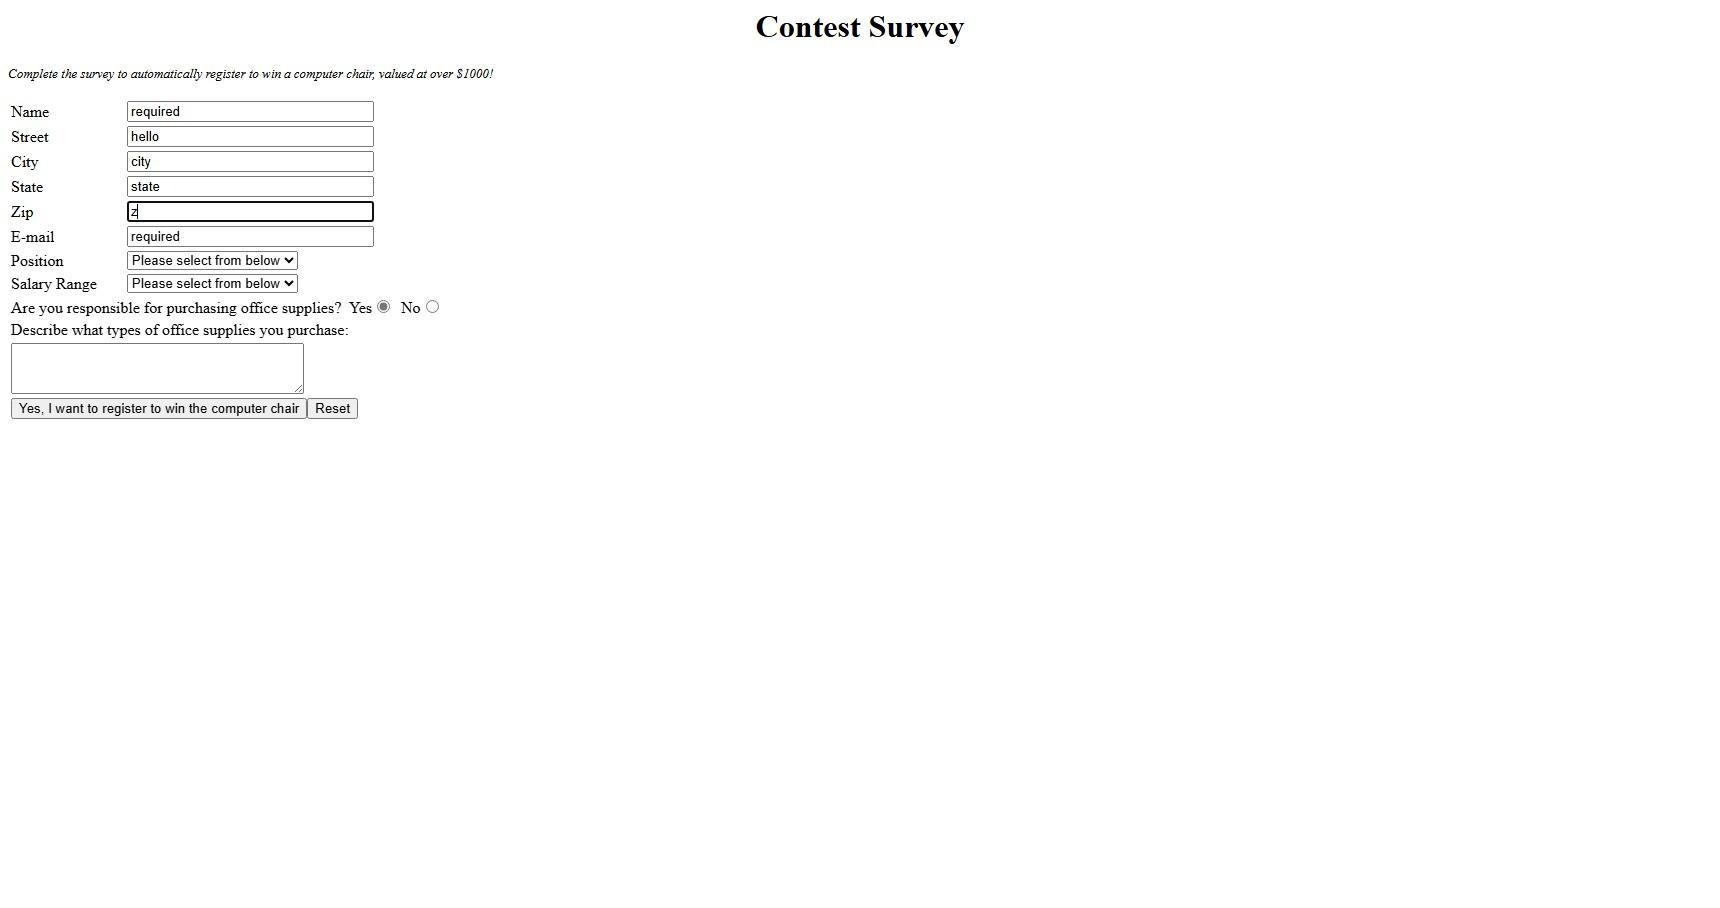 Contest Survey
Complete the survey to automatically register to win a computer chair, valued at over $1000!
Name required
Street hello
City city
State state
Zip z
E-mail required
Position Please select from below
Salary Range Please select from below
Are you responsible for purchasing office supplies? Yes No
Describe what types of office supplies you purchase:
Yes, I want to register to win the computer chair Reset